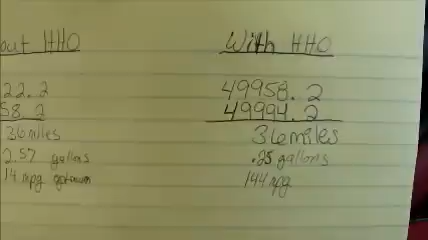 out HHO
22.2
58.2
36 miles
2.57 gallons
14 mpg
With HHO
49958.2
49994.2
36 miles
.25 gallons
144 mpg